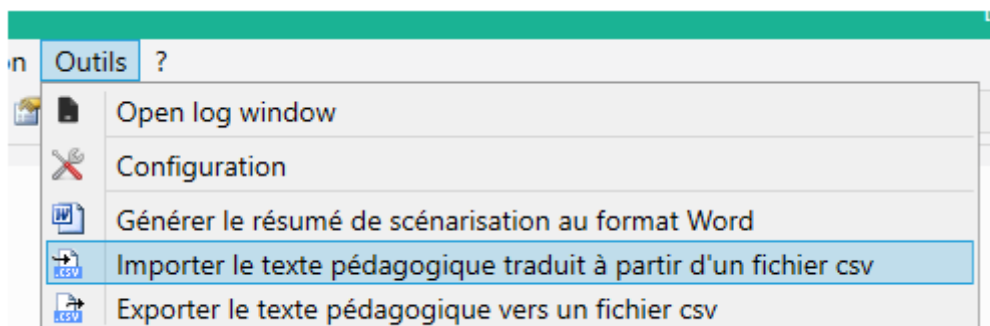 Outils ?
Open log window
Configuration
Générer le résumé de scénarisation au format Word
Importer le texte pédagogique traduit à partir d'un fichier csv
Exporter le texte pédagogique vers un fichier csv